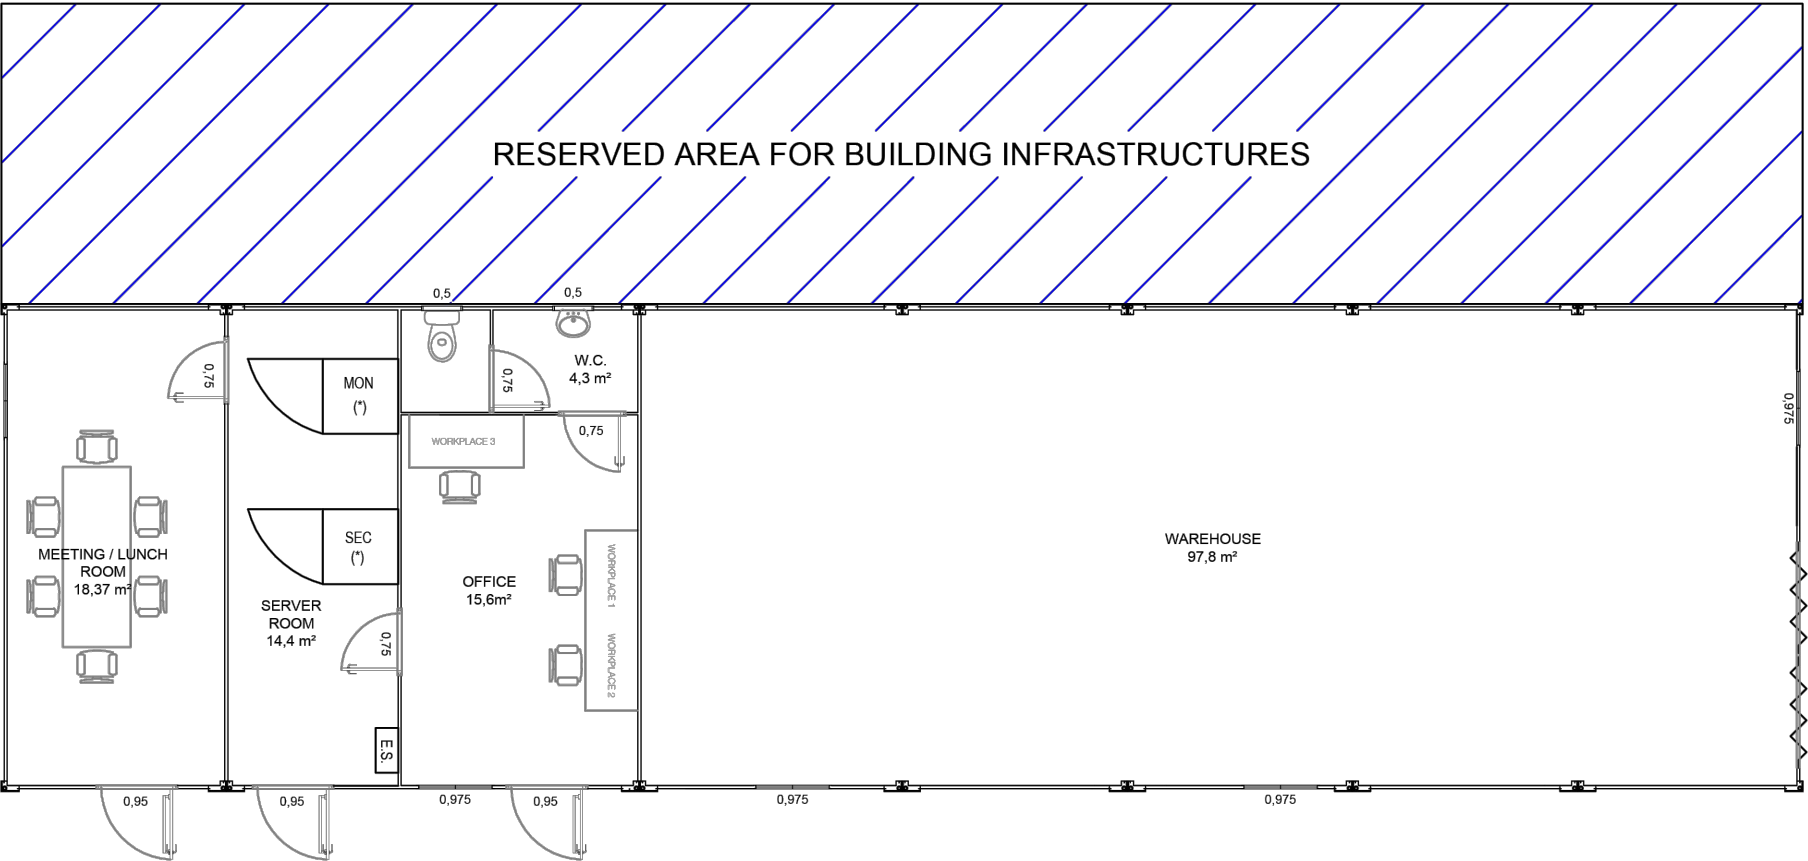 RESERVED AREA FOR BUILDING INFRASTRUCTURES
0,5
0,5
0,75
MON
(*)
0,75
W.C.
4,3 m²
0,975
WORKPLACE 3
0,75
SEC
(*)
WAREHOUSE
97,8 m²
MEETING / LUNCH
ROOM
18,37 m²
OFFICE
15,6m²
WORKPLACE 1
SERVER
ROOM
14,4 m²
0,75
WORKPLACE 2
E.S.
0,95
0,95
0,975
0,95
0,975
0,975